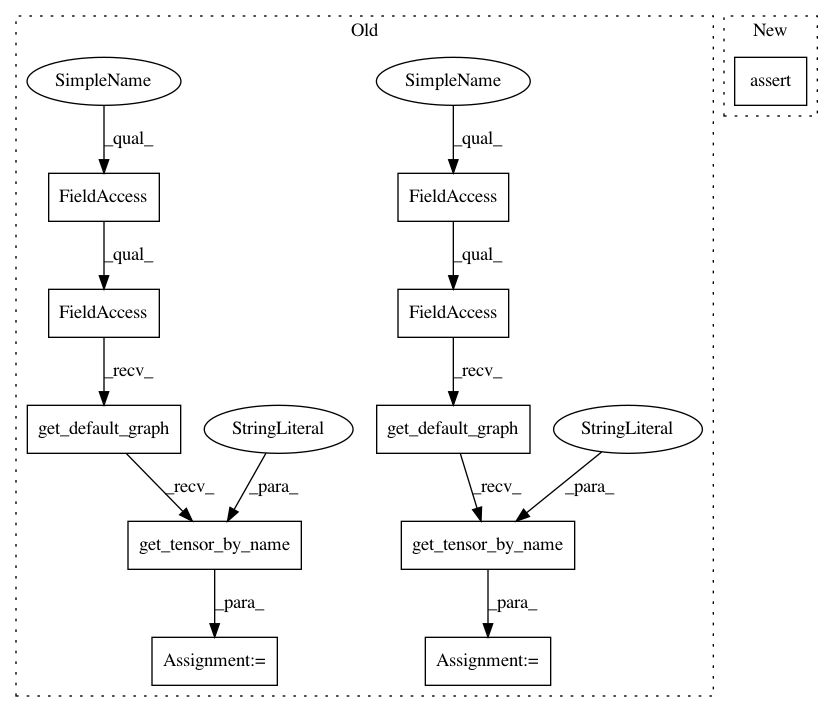 Old
New
SimpleName
SimpleName
assert
_qual_
_qual_
FieldAccess
FieldAccess
_qual_
_qual_
FieldAccess
FieldAccess
_recv_
_recv_
get_default_graph
StringLiteral
get_default_graph
StringLiteral
_recv_
_para_
_recv_
_para_
get_tensor_by_name
get_tensor_by_name
_para_
_para_
Assignment:=
Assignment:=